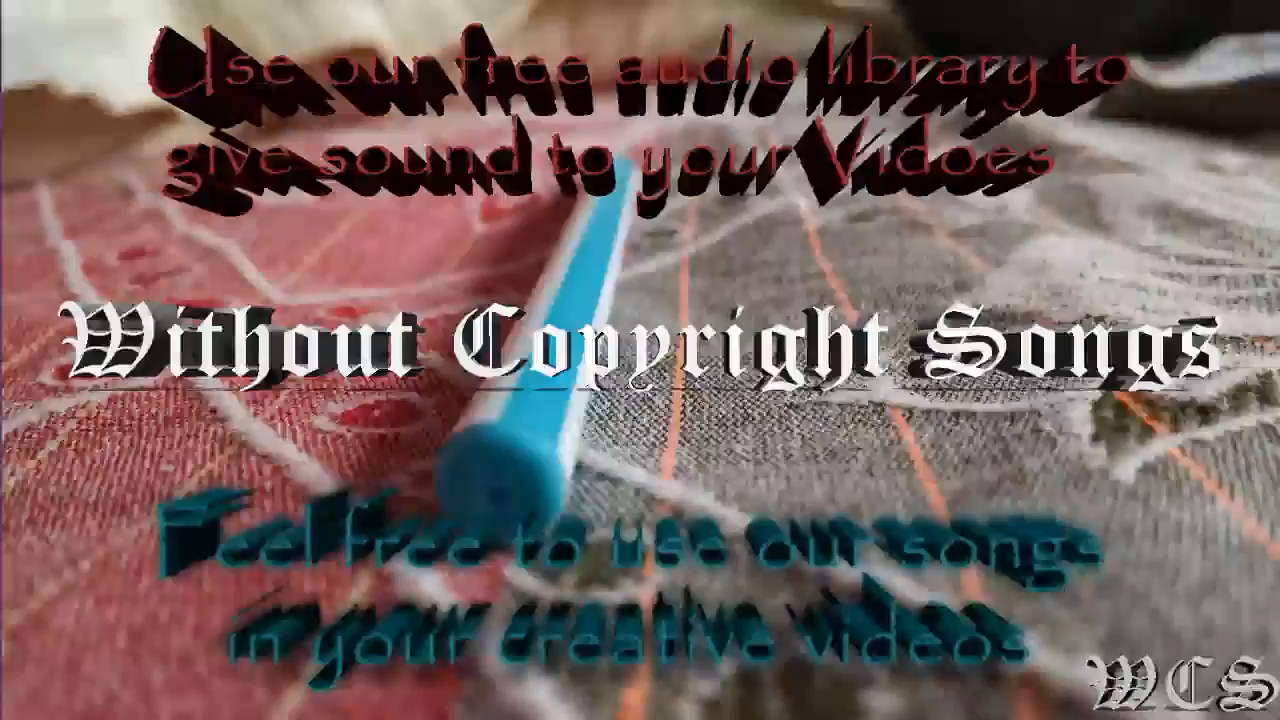 Use our free audio library to
give sound to your Vidoes
Without Copyright Songs
Feel free to use our songs
in your creative videos
WCS